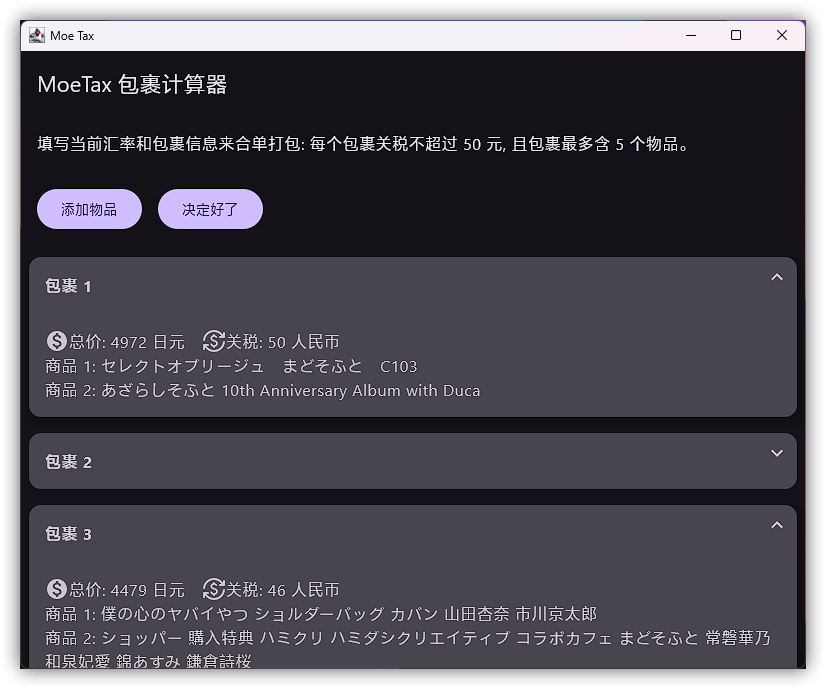 Moe Tax
MoeTax 包裹计算器
填写当前汇率和包裹信息来合单打包: 每个包裹关税不超过 50 元, 且包裹最多含 5 个物品。
添加物品 决定好了
包裹 1
总价: 4972 日元 关税: 50 人民币
商品 1: セレクトオブリージュ　まどそふと　C103
商品 2: あざらしそふと 10th Anniversary Album with Duca
包裹 2
包裹 3
总价: 4479 日元 关税: 46 人民币
商品 1: 僕の心のヤバイやつ ショルダーバッグ カバン 山田杏奈 市川京太郎
商品 2: ショッパー 購入特典 ハミクリ ハミダシクリエイティブ コラボカフェ まどそふと 常磐華乃
和泉妃愛 錦あすみ 鎌倉詩桜